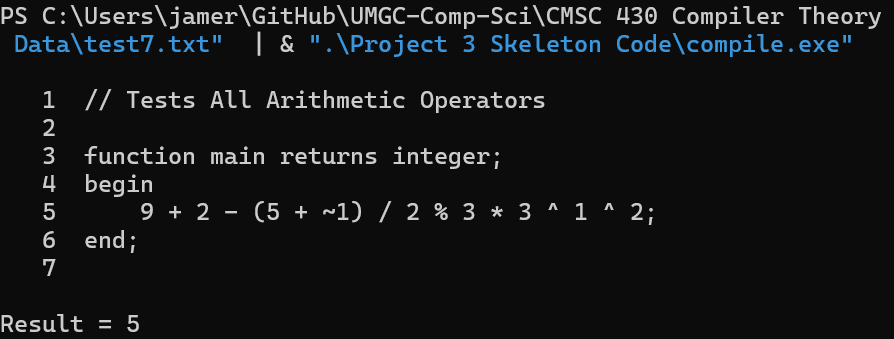 PS C:\Users\jamer\GitHub\UMGC-Comp-Sci\CMSC 430 Compiler Theory
Data\test7.txt"  | & ".\Project 3 Skeleton Code\compile.exe"
1  // Tests All Arithmetic Operators
2
3  function main returns integer;
4  begin
5      9 + 2 - (5 + ~1) / 2 % 3 * 3 ^ 1 ^ 2;
6  end;
7
Result = 5